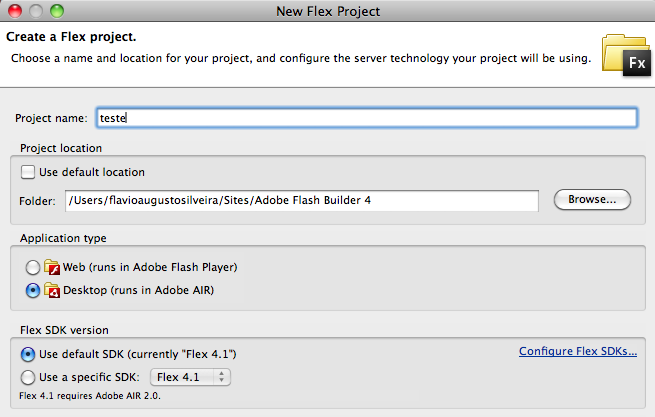 New Flex Project
Create a Flex project.
Choose a name and location for your project, and configure the server technology your project will be using.
Fx
Project name: teste
Project location
Use default location
Folder: /Users/flavioaugustosilveira/Sites/Adobe Flash Builder 4 Browse...
Application type
Web (runs in Adobe Flash Player)
Desktop (runs in Adobe AIR)
Flex SDK version
Use default SDK (currently "Flex 4.1") Configure Flex SDKs...
Use a specific SDK: Flex 4.1
Flex 4.1 requires Adobe AIR 2.0.